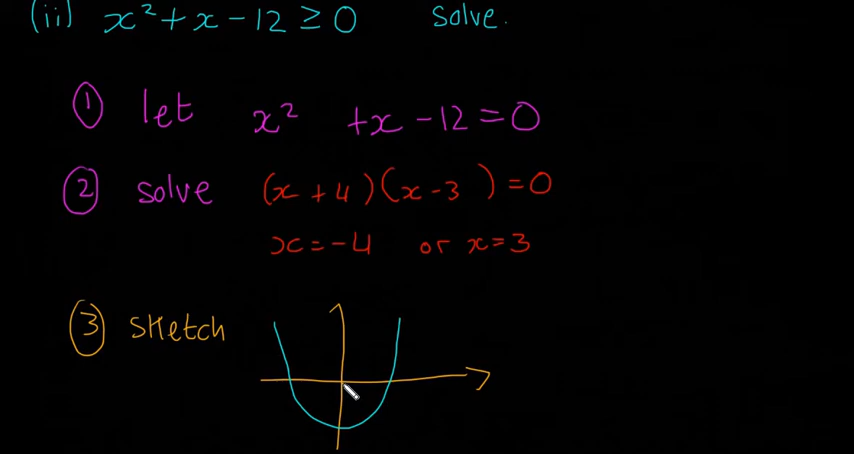 (ii) x² + x - 12 ≥ 0 solve.
① let x² + x - 12 = 0
② solve (x + 4)(x - 3) = 0
x = -4 or x = 3
③ sketch